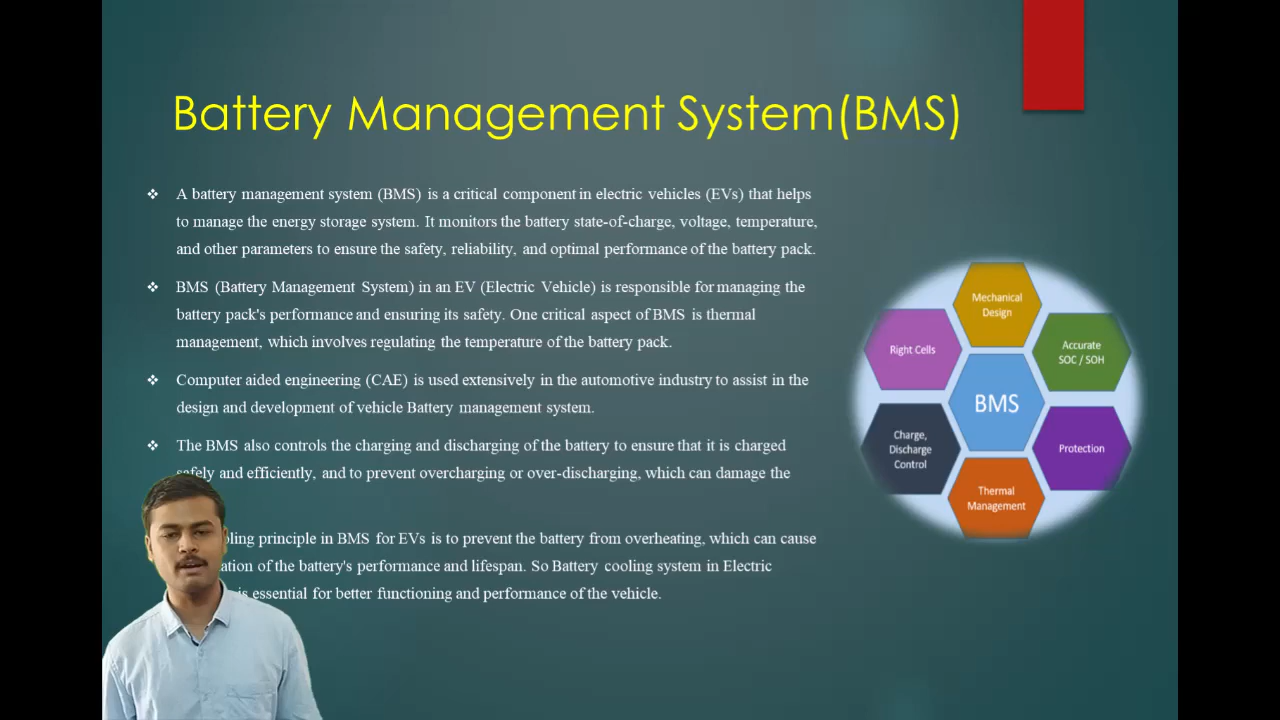 Battery Management System(BMS)
❖ A battery management system (BMS) is a critical component in electric vehicles (EVs) that helps
to manage the energy storage system. It monitors the battery state-of-charge, voltage, temperature,
and other parameters to ensure the safety, reliability, and optimal performance of the battery pack.
❖ BMS (Battery Management System) in an EV (Electric Vehicle) is responsible for managing the
battery pack's performance and ensuring its safety. One critical aspect of BMS is thermal
management, which involves regulating the temperature of the battery pack.
❖ Computer aided engineering (CAE) is used extensively in the automotive industry to assist in the
design and development of vehicle Battery management system.
❖ The BMS also controls the charging and discharging of the battery to ensure that it is charged
safely and efficiently, and to prevent overcharging or over-discharging, which can damage the
principle in BMS for EVs is to prevent the battery from overheating, which can cause
of the battery's performance and lifespan. So Battery cooling system in Electric
is essential for better functioning and performance of the vehicle.
Mechanical
Design
Right Cells
Accurate
SOC / SOH
BMS
Charge,
Discharge
Control
Protection
Thermal
Management